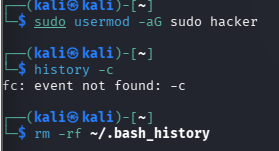 ┌──(kali㉿kali)-[~]
└─$ sudo usermod -aG sudo hacker
┌──(kali㉿kali)-[~]
└─$ history -c
fc: event not found: -c
┌──(kali㉿kali)-[~]
└─$ rm -rf ~/.bash_history